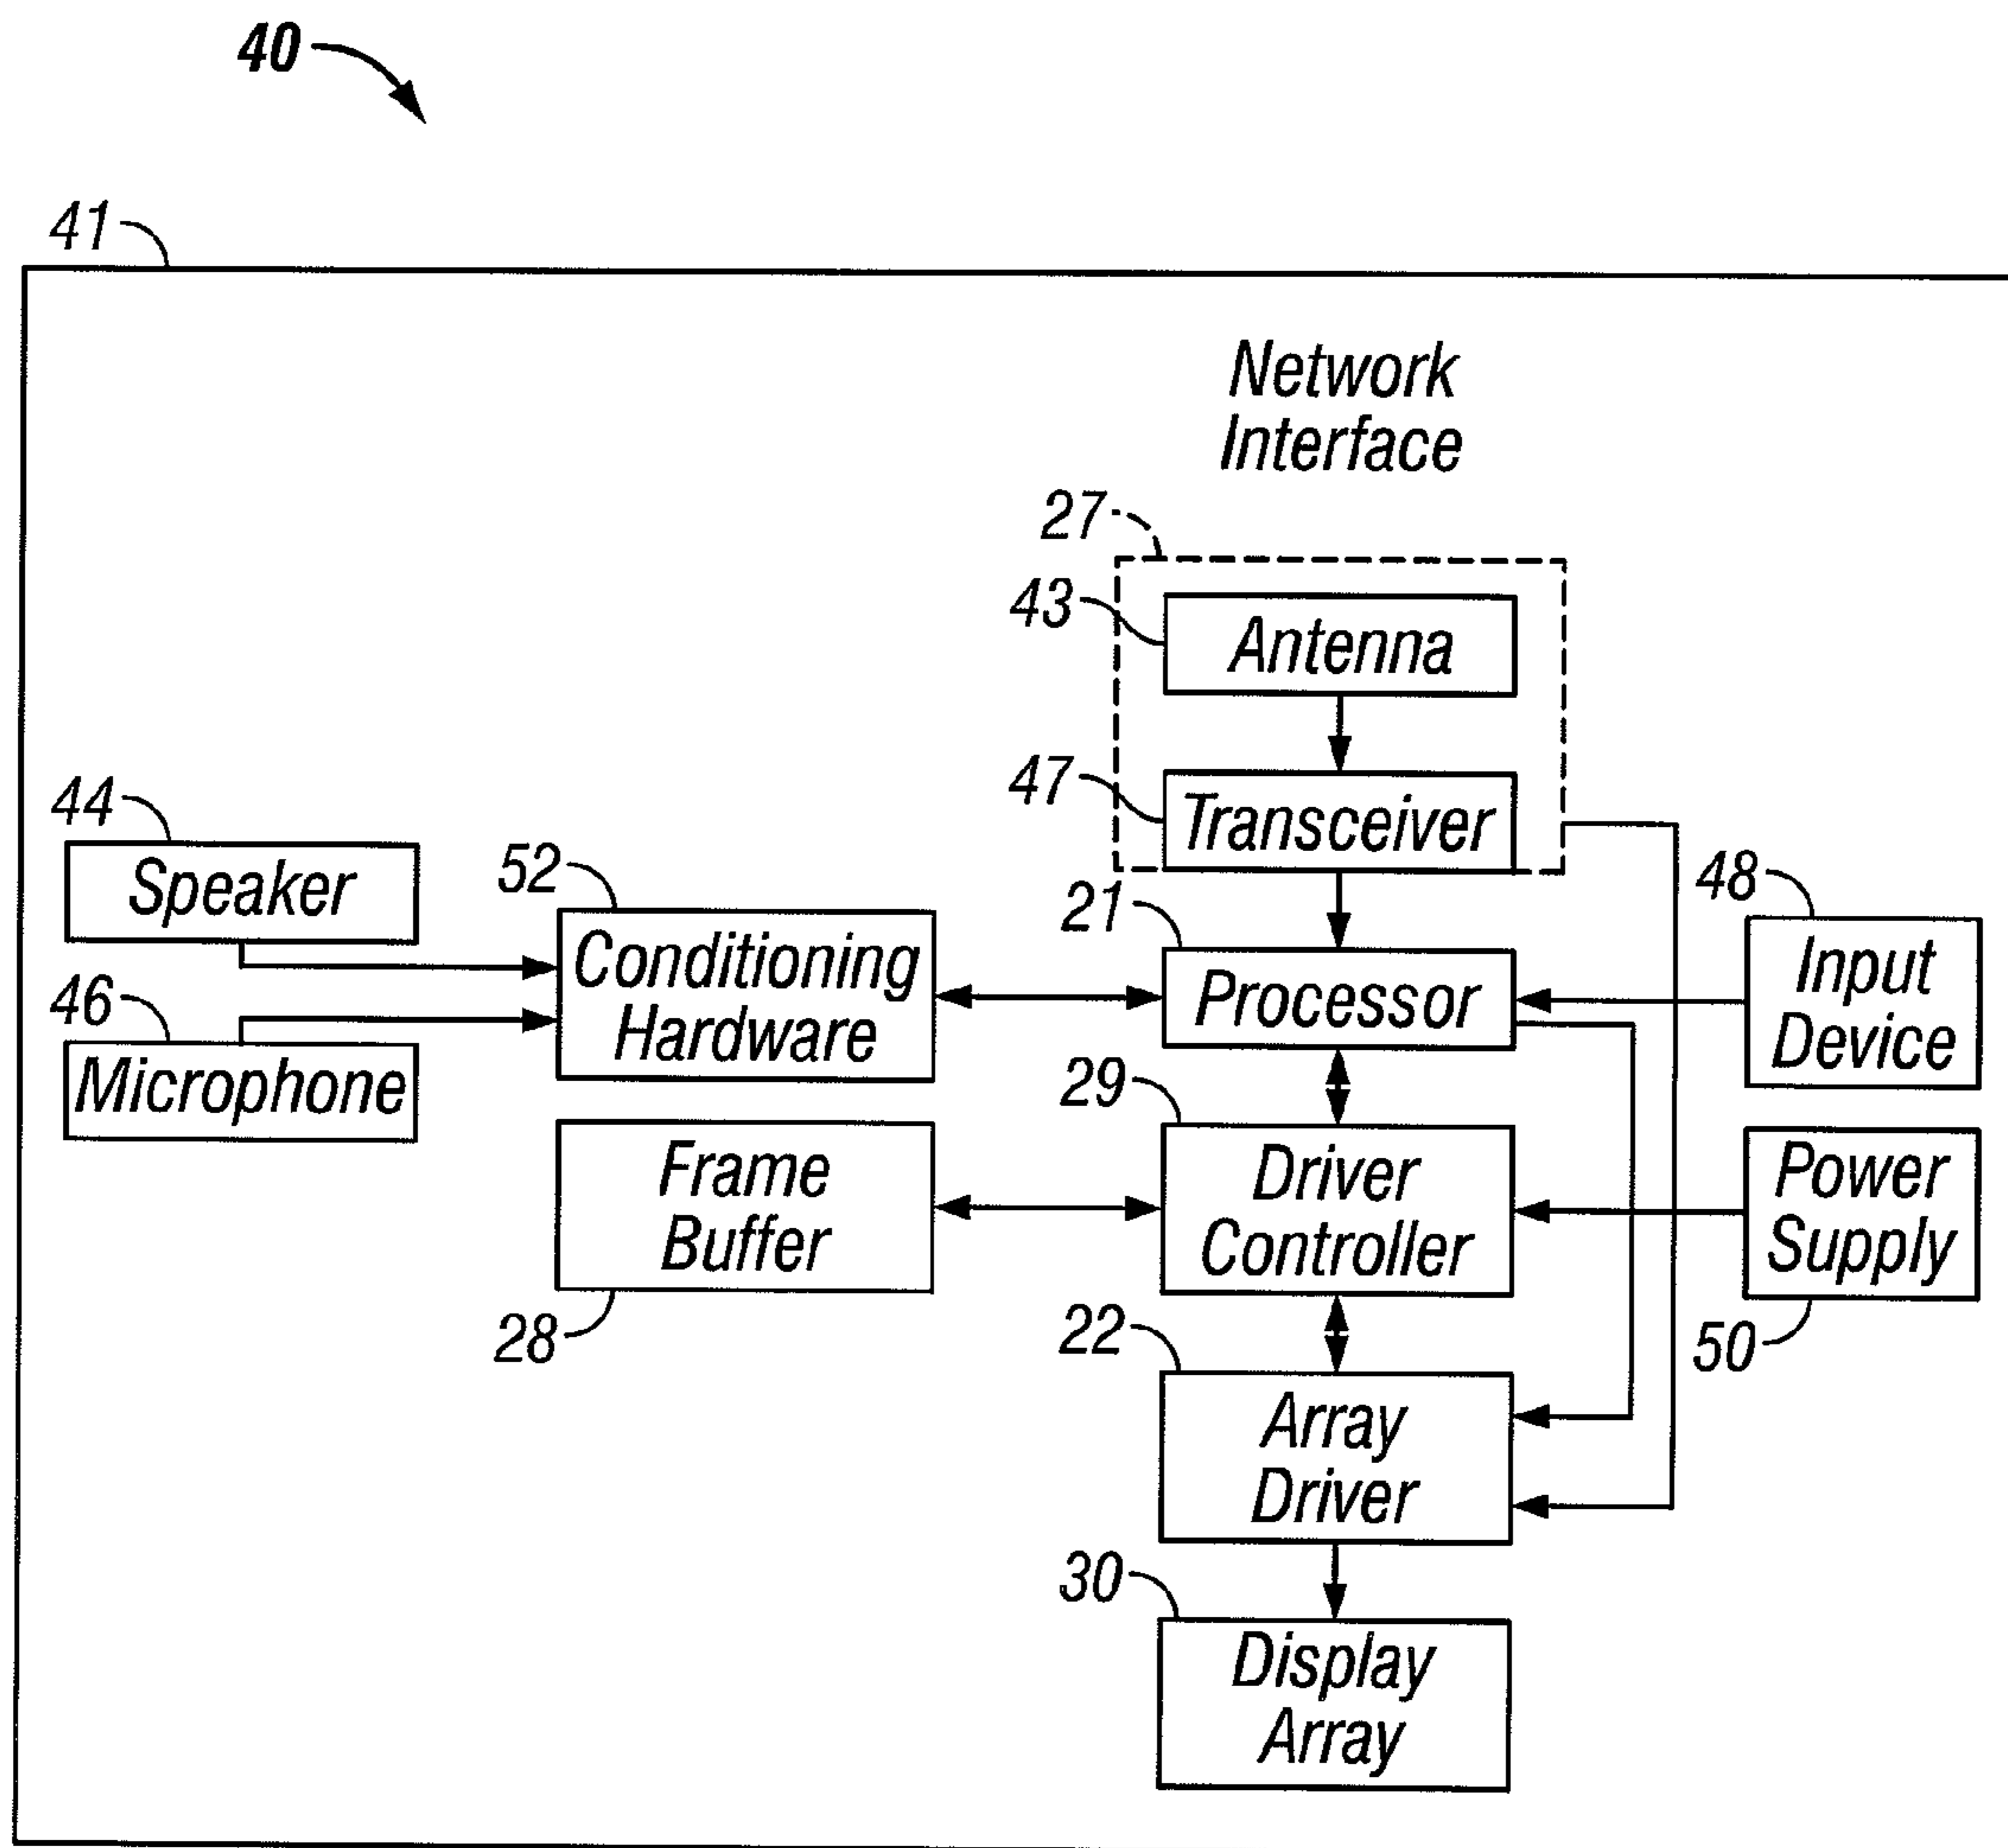 40
41
Network
Interface
27
43
Antenna
47
Transceiver
44
Speaker
52
Conditioning
Hardware
21
Processor
48
Input
Device
46
Microphone
29
Driver
Controller
Frame
Buffer
28
Power
Supply
50
22
Array
Driver
30
Display
Array